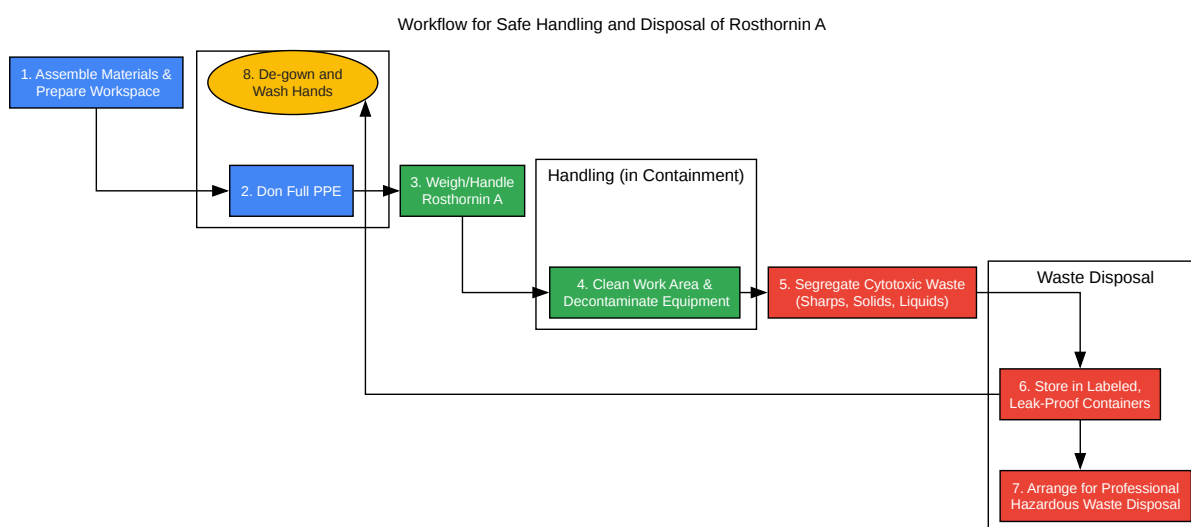 Workflow for Safe Handling and Disposal of Rosthornin A
1. Assemble Materials &
Prepare Workspace
8. De-gown and
Wash Hands
2. Don Full PPE
3. Weigh/Handle
Rosthornin A
Handling (in Containment)
4. Clean Work Area &
Decontaminate Equipment
5. Segregate Cytotoxic Waste
(Sharps, Solids, Liquids)
Waste Disposal
6. Store in Labeled,
Leak-Proof Containers
7. Arrange for Professional
Hazardous Waste Disposal